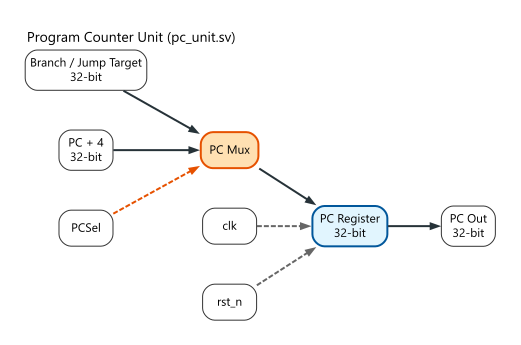 Program Counter Unit (pc_unit.sv)
Branch / Jump Target
32-bit
PC + 4
32-bit
PC Mux
PCSel
clk
PC Register
32-bit
PC Out
32-bit
rst_n